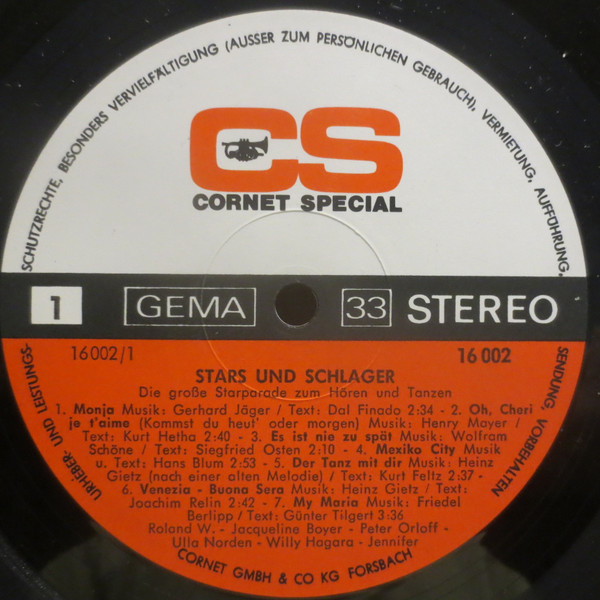 SCHUTZRECHTE, BESONDERS VERVIELFÄLTIGUNG (AUSSER ZUM PERSÖNLICHEN GEBRAUCH), VERMIETUNG, AUFFÜHRUNG,
CS
CORNET SPECIAL
1 GEMA 33 STEREO
16002/1 16 002
STARS UND SCHLAGER
Die große Starparade zum Hören und Tanzen
1. Monja Musik: Gerhard Jäger / Text: Dal Finado 2:34 - 2. Oh, Cheri
je t'aime (Kommst du heut' oder morgen) Musik: Henry Mayer /
Text: Kurt Hetha 2:40 - 3. Es ist nie zu spät Musik: Wolfram
Schöne / Text: Siegfried Osten 2:10 - 4. Mexiko City Musik
u. Text: Hans Blum 2:53 - 5. Der Tanz mit dir Musik: Heinz
Gietz (nach einer alten Melodie) / Text: Kurt Feltz 2:37 -
6. Venezia - Buona Sera Musik: Heinz Gietz / Text:
Joachim Relin 2:42 - 7. My Maria Musik: Friedel
Berlipp / Text: Günter Tilgert 3:36
Roland W. - Jacqueline Boyer - Peter Orloff -
Ulla Norden - Willy Hagara - Jennifer
CORNET GMBH & CO KG FORSBACH
URHEBER- UND LEISTUNGS-
SENDUNG, VORBEHALTEN